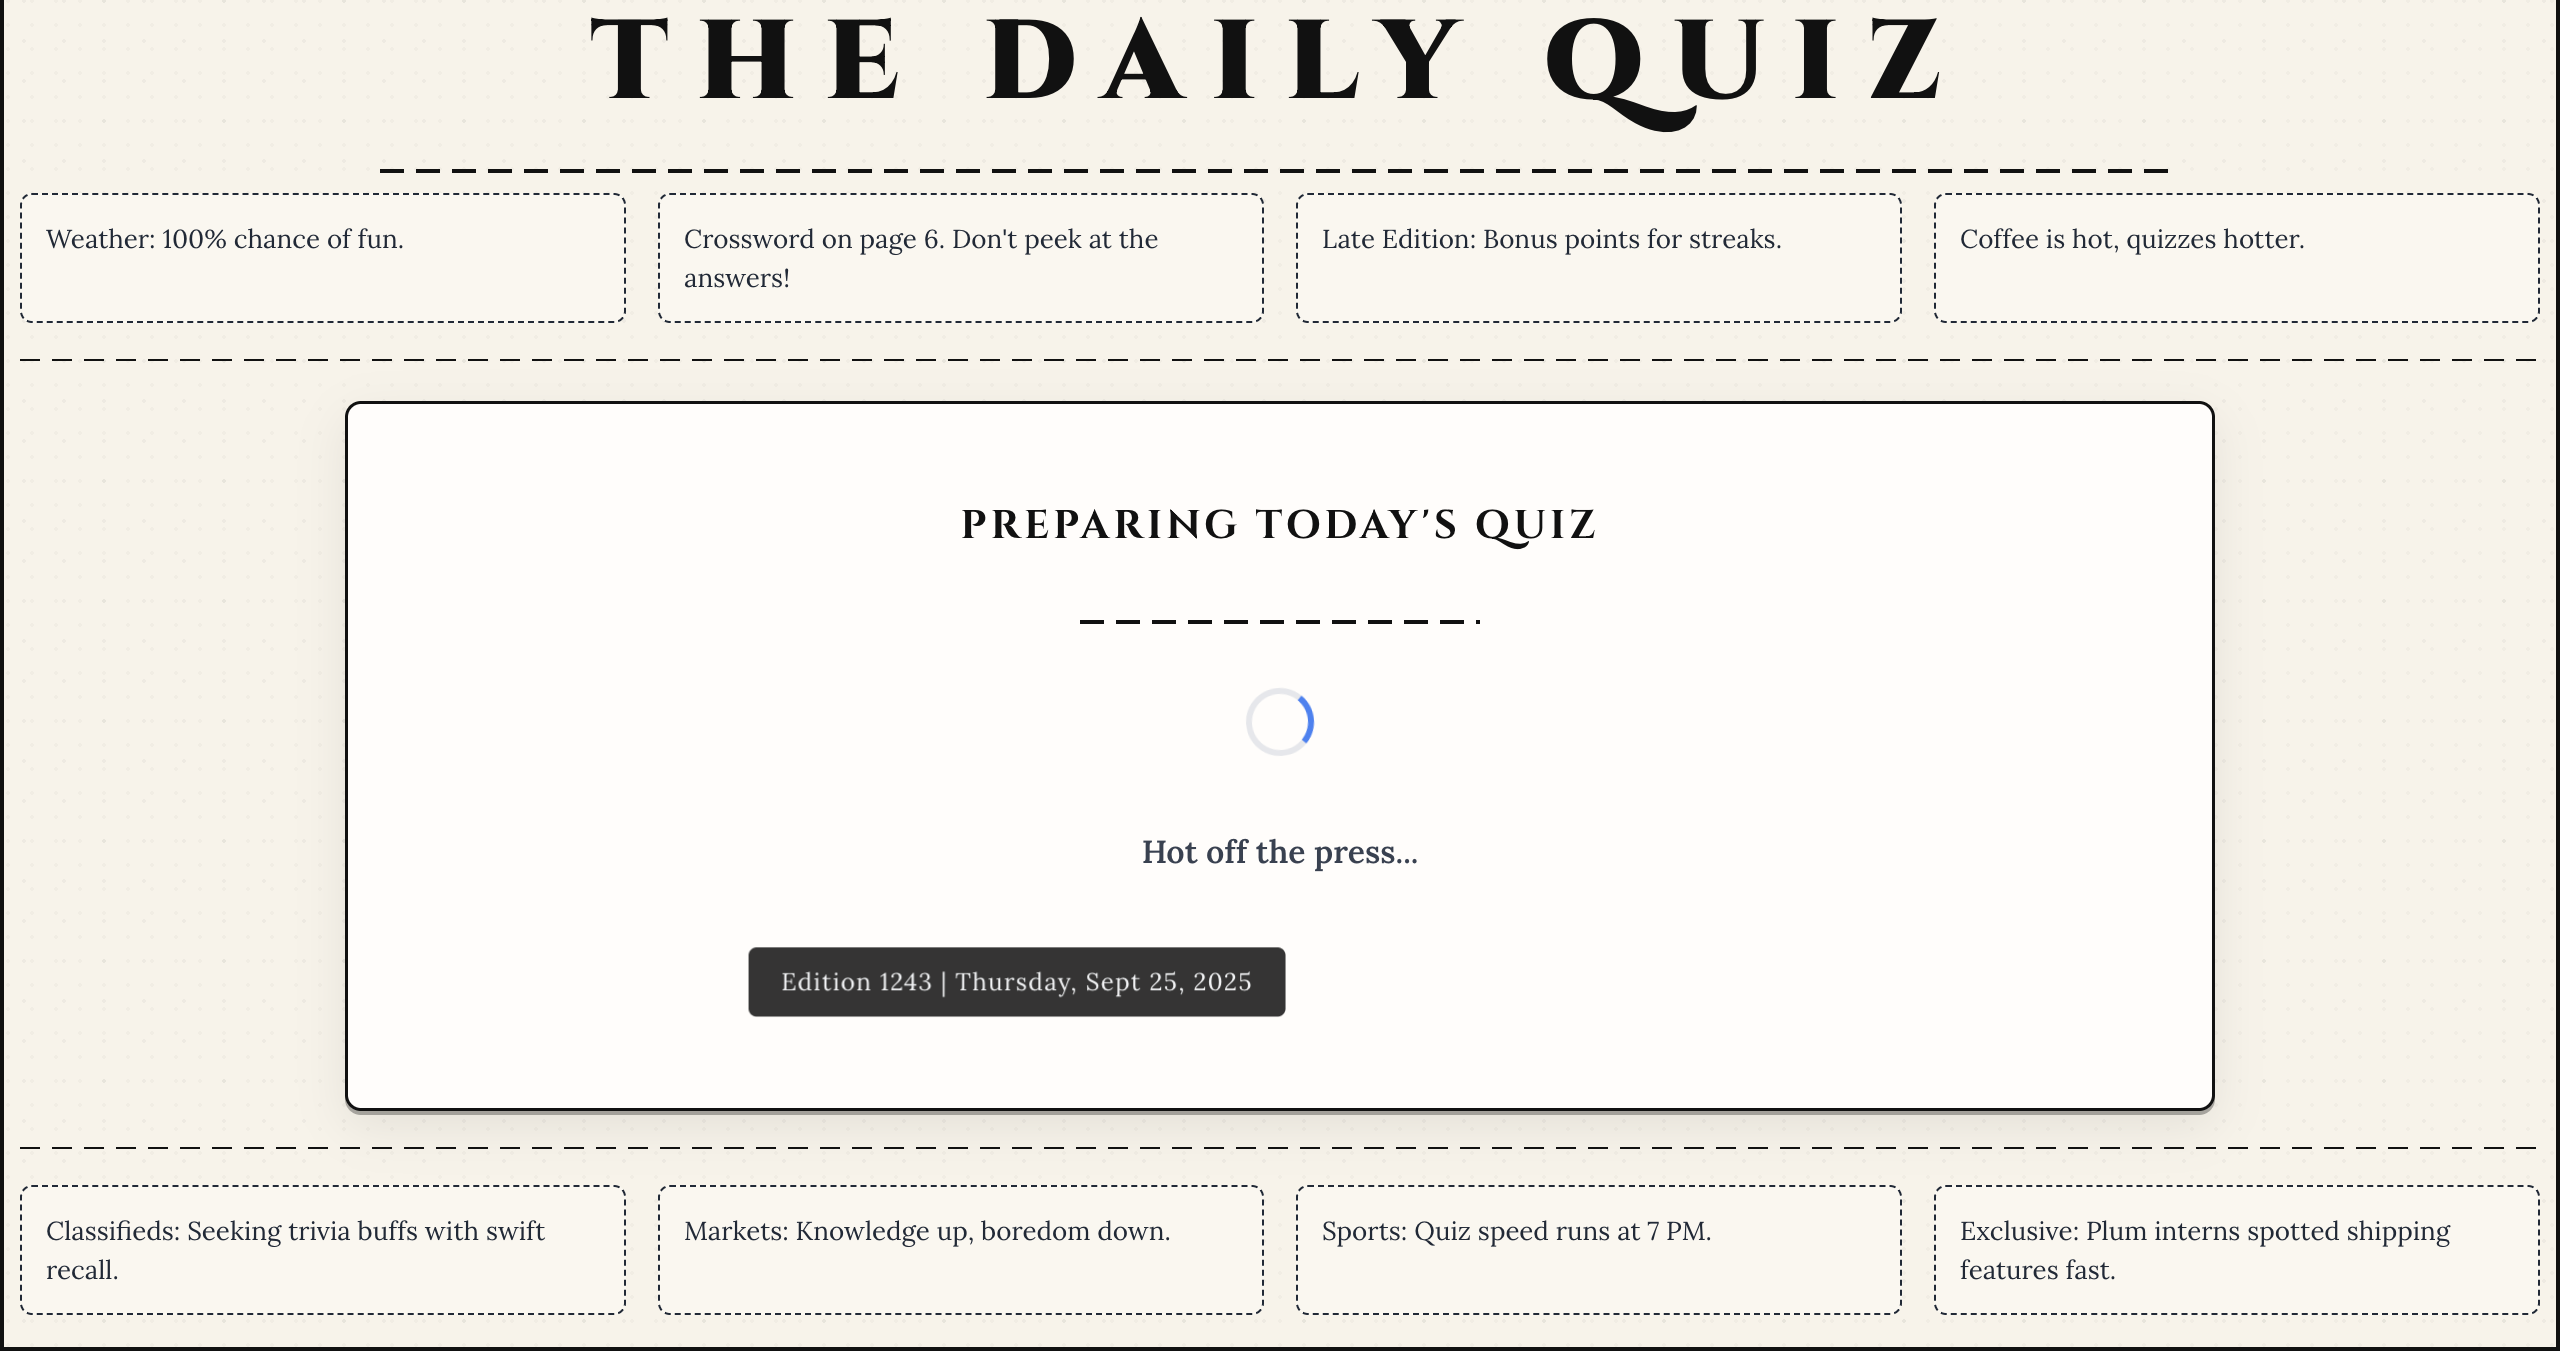 THE DAILY QUIZ
Weather: 100% chance of fun.
Crossword on page 6. Don't peek at the
answers!
Late Edition: Bonus points for streaks.
Coffee is hot, quizzes hotter.
PREPARING TODAY'S QUIZ
Hot off the press...
Edition 1243 | Thursday, Sept 25, 2025
Classifieds: Seeking trivia buffs with swift
recall.
Markets: Knowledge up, boredom down.
Sports: Quiz speed runs at 7 PM.
Exclusive: Plum interns spotted shipping
features fast.